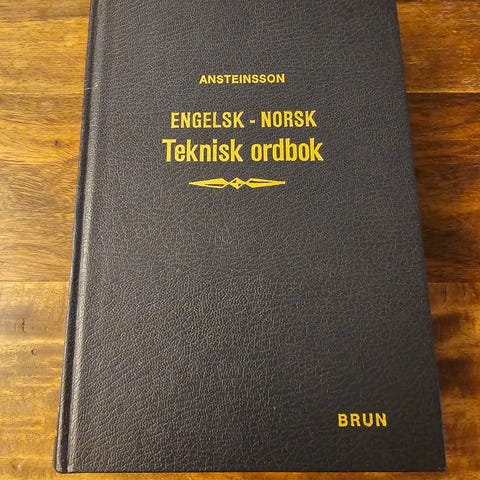 ANSTEINSSON
ENGELSK - NORSK
Teknisk ordbok
BRUN